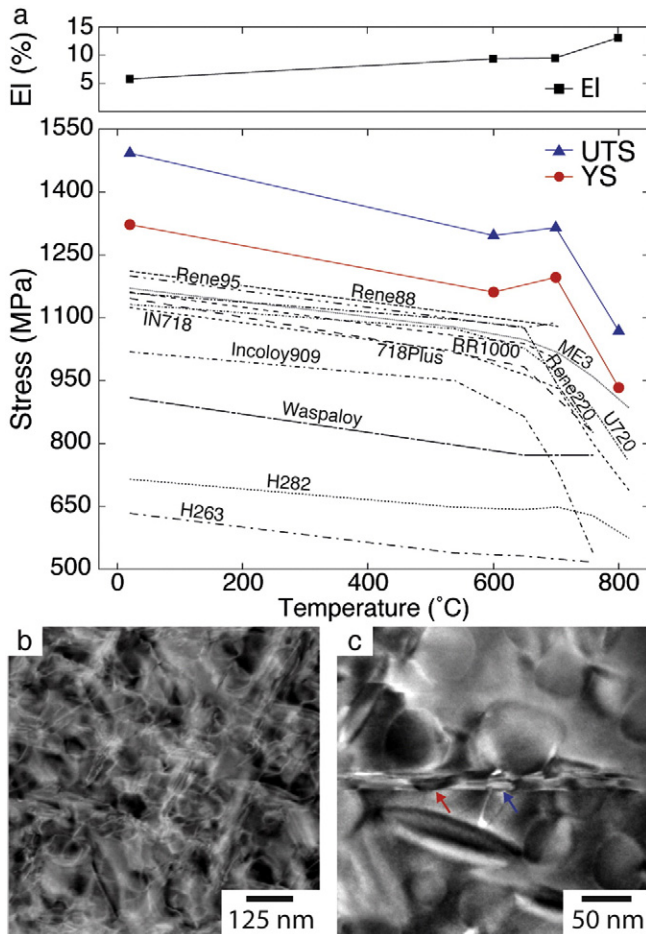 a
El (%)
15
10
5
El
1550
1400
1250
1100
950
800
650
500
Stress (MPa)
UTS
YS
Rene95
Rene88
IN718
Incoloy909
718Plus
RR1000
ME3
Rene220
U720
Waspaloy
H282
H263
0
200
400
600
800
Temperature (˚C)
b
125 nm
c
50 nm